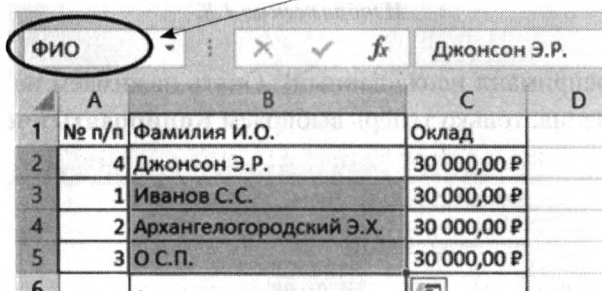 ФИО fx Джонсон Э.Р.
A B C D
1 № п/п Фамилия И.О. Оклад
2 4 Джонсон Э.Р. 30 000,00 ₽
3 1 Иванов С.С. 30 000,00 ₽
4 2 Архангелогородский Э.Х. 30 000,00 ₽
5 3 О С.П. 30 000,00 ₽
6